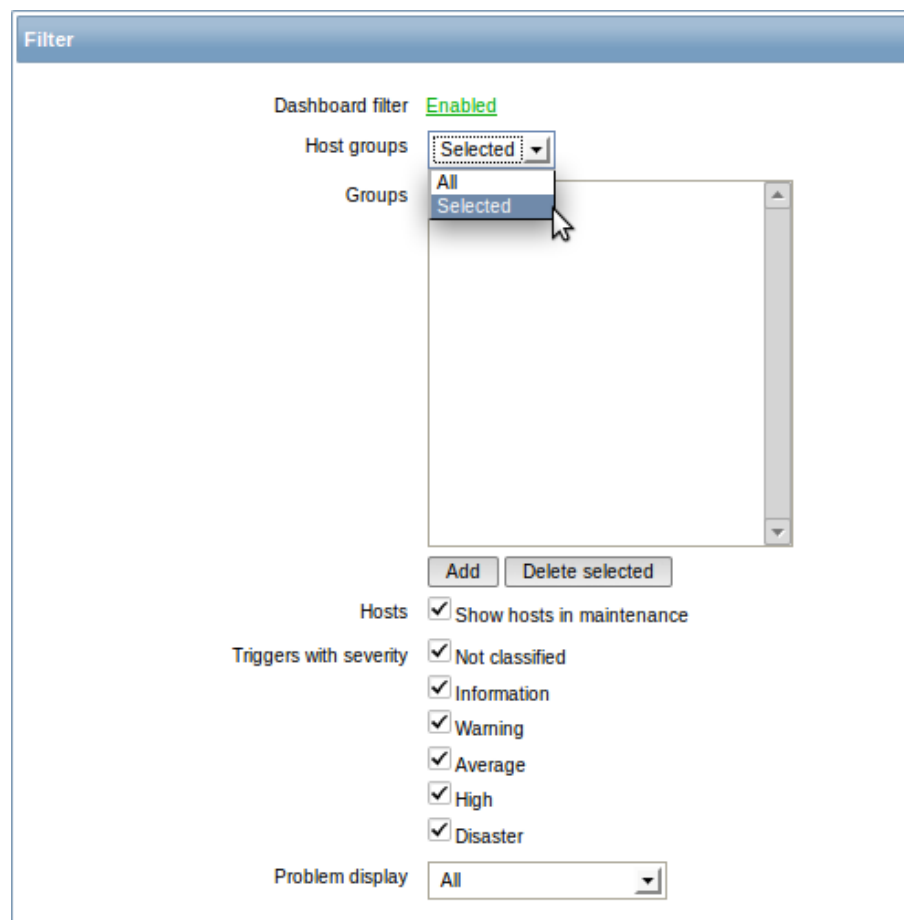 Filter
Dashboard filter Enabled
Host groups Selected
All
Groups
Selected
Add Delete selected
Hosts Show hosts in maintenance
Triggers with severity Not classified
Information
Warning
Average
High
Disaster
Problem display All